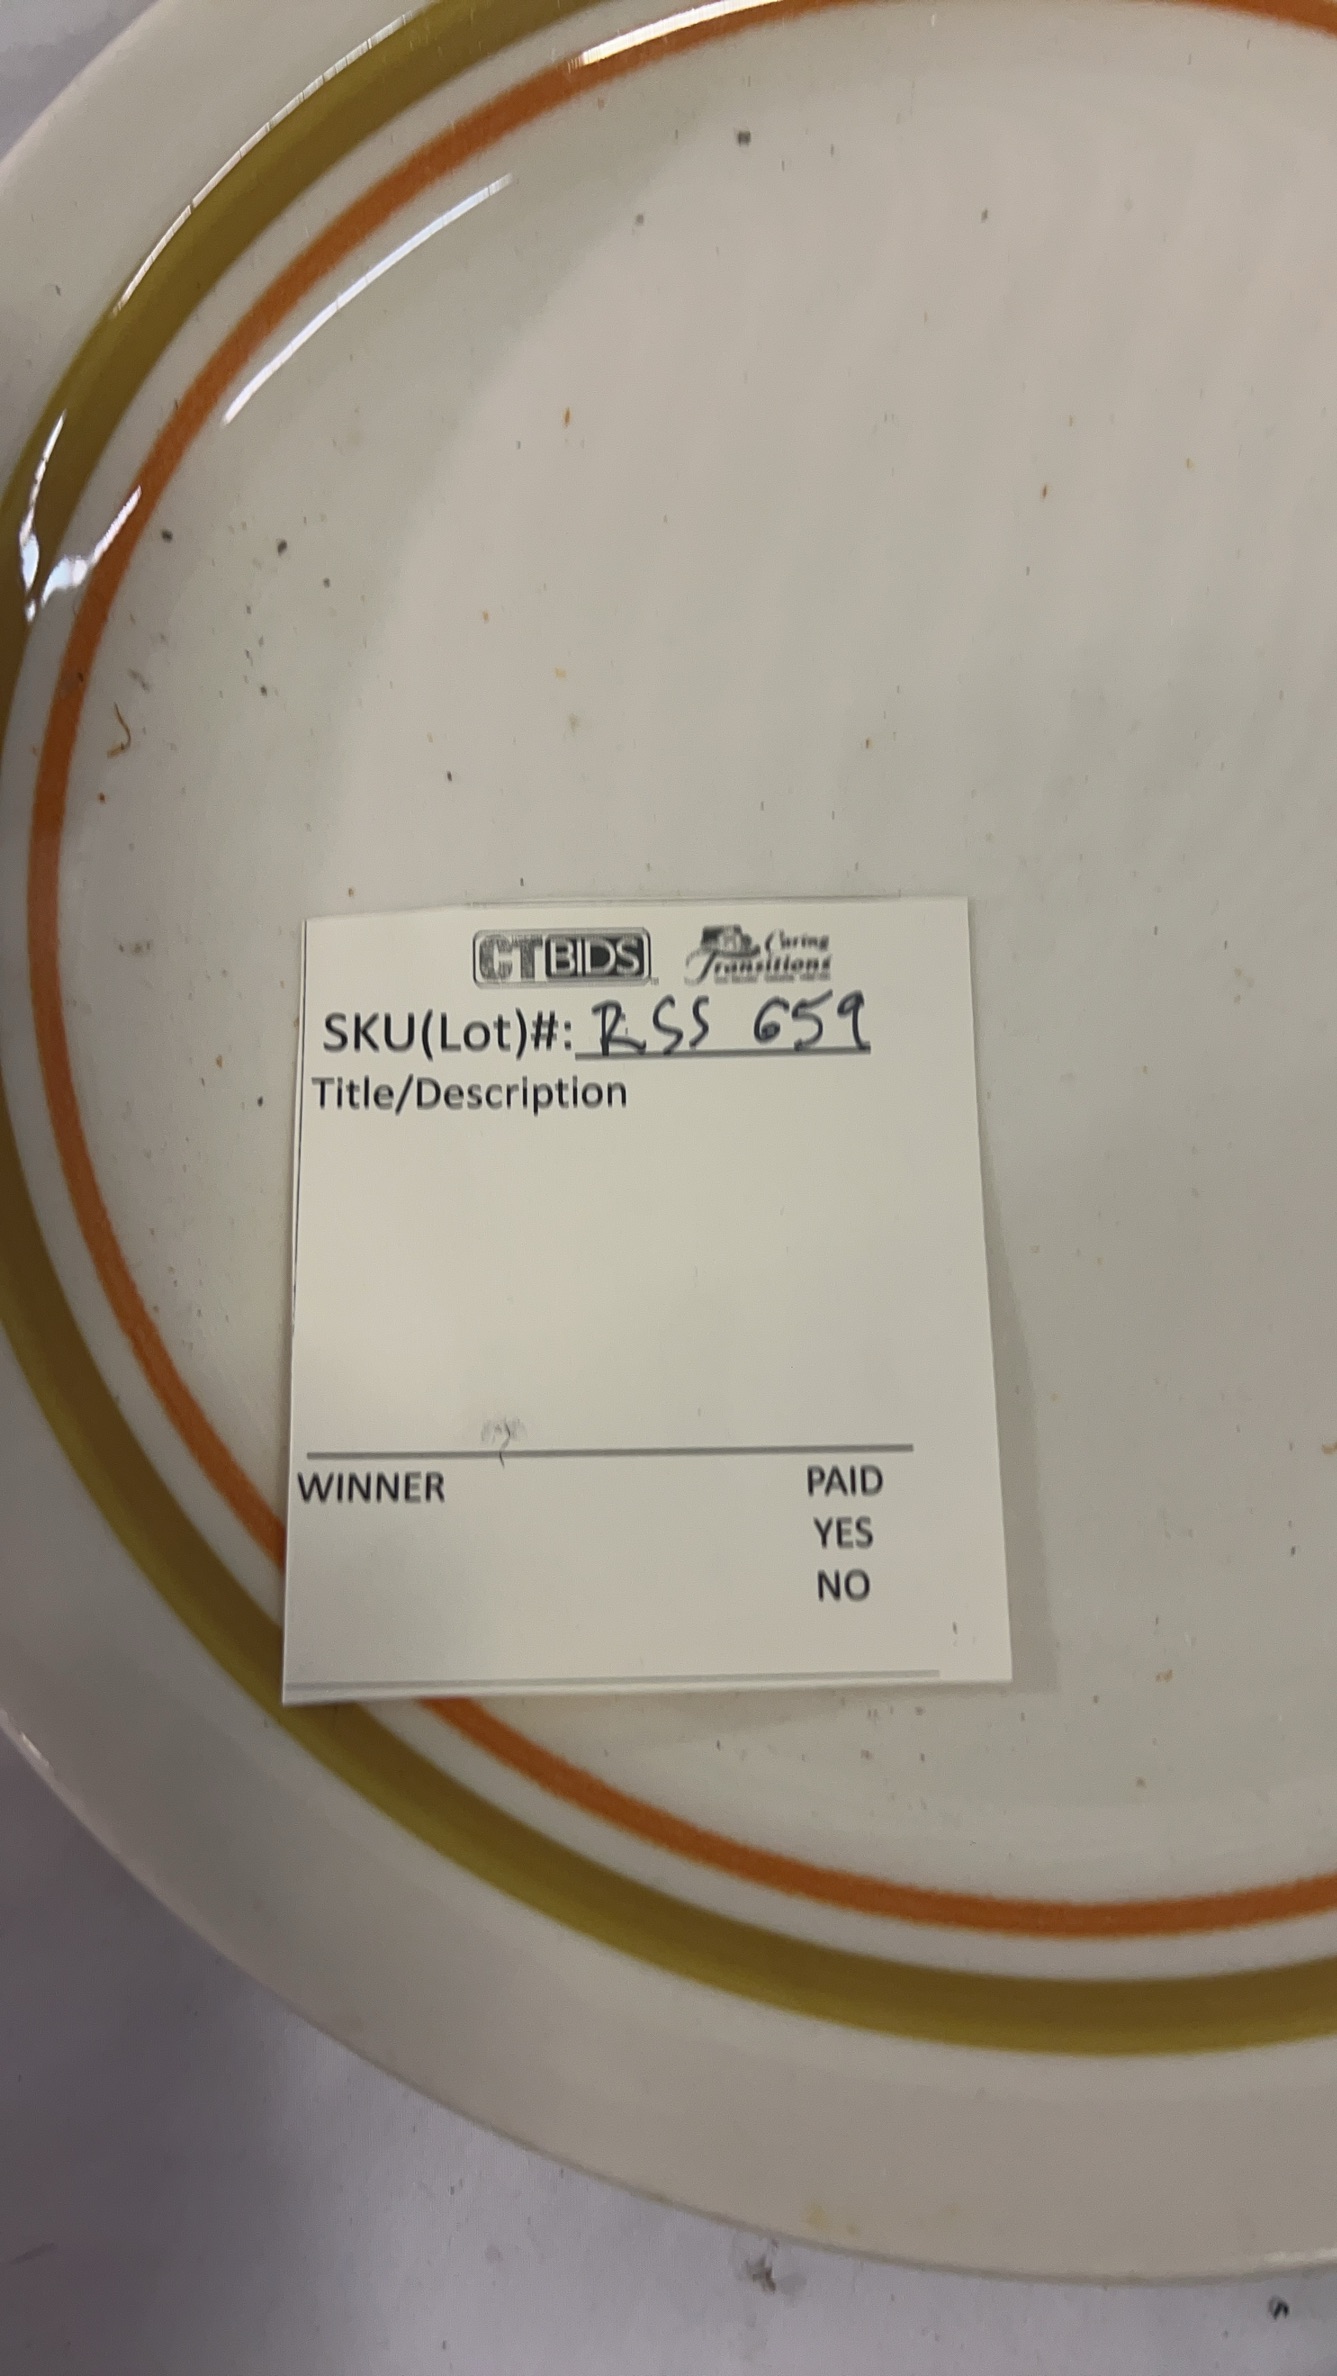 CTBIDS
Caring
Transitions
SKU(Lot)#: RSS 659
Title/Description
WINNER PAID
YES
NO